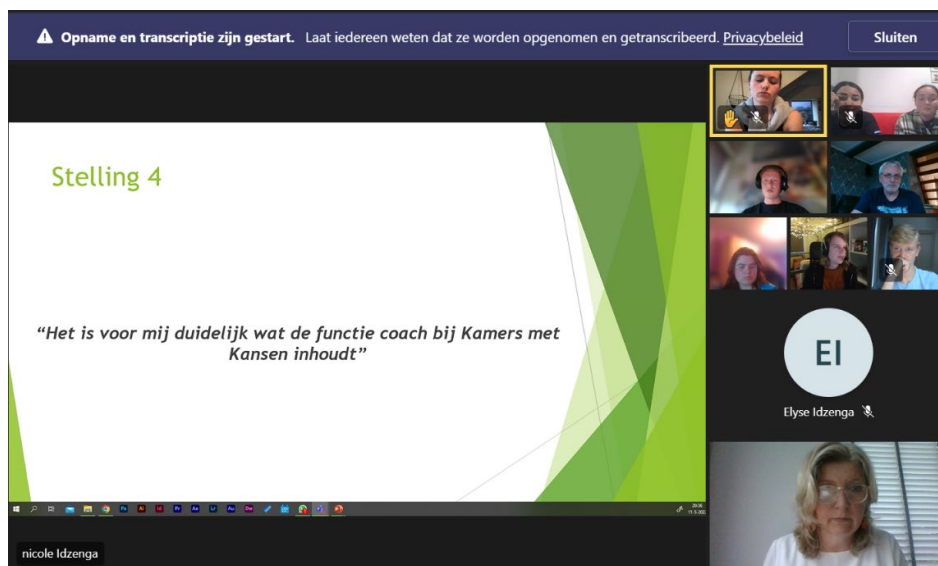 Opname en transcriptie zijn gestart. Laat iedereen weten dat ze worden opgenomen en getranscribeerd. Privacybeleid
Sluiten
Stelling 4
“Het is voor mij duidelijk wat de functie coach bij Kamers met
Kansen inhoudt”
EI
Elyse Idzenga
nicole Idzenga